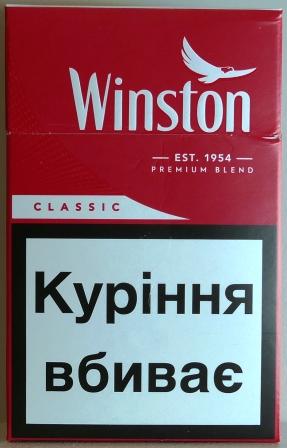 Winston
EST. 1954
PREMIUM BLEND
CLASSIC
Куріння
вбиває